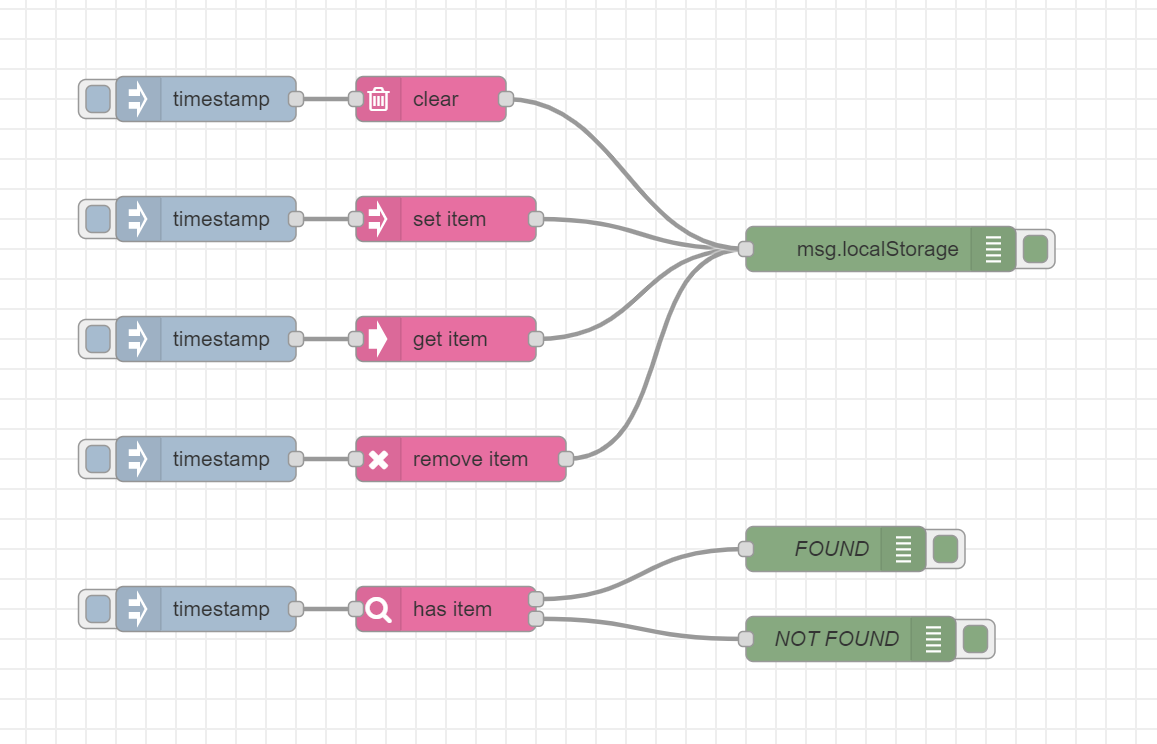 timestamp
clear
timestamp
set item
msg.localStorage
timestamp
get item
timestamp
remove item
FOUND
timestamp
has item
NOT FOUND